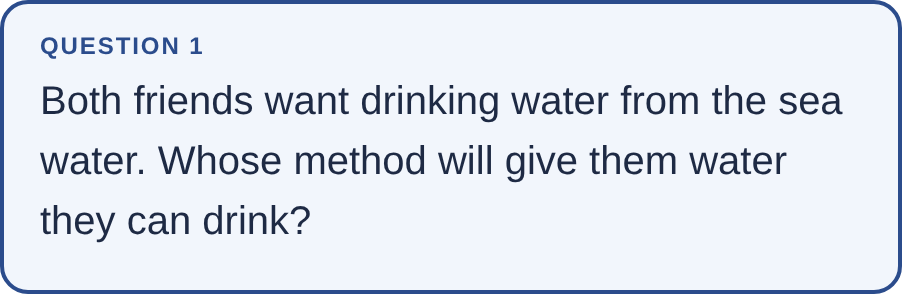 QUESTION 1
Both friends want drinking water from the sea
water. Whose method will give them water
they can drink?